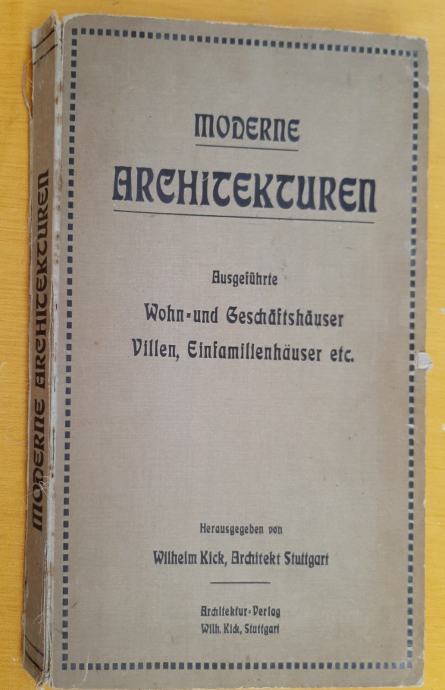 MODERNE
ARCHITEKTUREN
Ausgeführte
Wohn-und Geschäftshäuser
Villen, Einfamilienhäuser etc.
Herausgegeben von
Wilhelm Kick, Architekt Stuttgart
Architektur-Verlag
Wilh. Kick, Stuttgart
MODERNE ARCHITEKTUREN